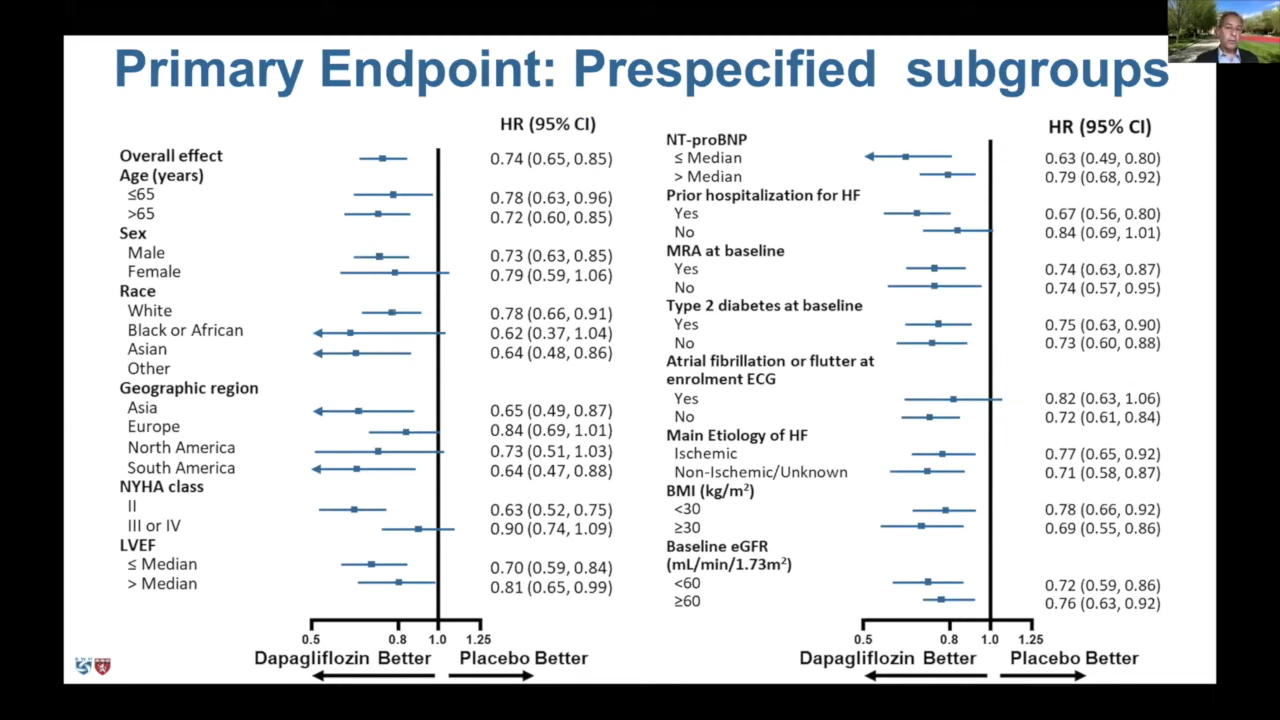 Primary Endpoint: Prespecified subgroups
HR (95% CI)
Overall effect 0.74 (0.65, 0.85)
Age (years)
≤65 0.78 (0.63, 0.96)
>65 0.72 (0.60, 0.85)
Sex
Male 0.73 (0.63, 0.85)
Female 0.79 (0.59, 1.06)
Race
White 0.78 (0.66, 0.91)
Black or African 0.62 (0.37, 1.04)
Asian 0.64 (0.48, 0.86)
Other
Geographic region
Asia 0.65 (0.49, 0.87)
Europe 0.84 (0.69, 1.01)
North America 0.73 (0.51, 1.03)
South America 0.64 (0.47, 0.88)
NYHA class
II 0.63 (0.52, 0.75)
III or IV 0.90 (0.74, 1.09)
LVEF
≤ Median 0.70 (0.59, 0.84)
> Median 0.81 (0.65, 0.99)
0.5 0.8 1.0 1.25
Dapagliflozin Better Placebo Better
HR (95% CI)
NT-proBNP
≤ Median 0.63 (0.49, 0.80)
> Median 0.79 (0.68, 0.92)
Prior hospitalization for HF
Yes 0.67 (0.56, 0.80)
No 0.84 (0.69, 1.01)
MRA at baseline
Yes 0.74 (0.63, 0.87)
No 0.74 (0.57, 0.95)
Type 2 diabetes at baseline
Yes 0.75 (0.63, 0.90)
No 0.73 (0.60, 0.88)
Atrial fibrillation or flutter at
enrolment ECG
Yes 0.82 (0.63, 1.06)
No 0.72 (0.61, 0.84)
Main Etiology of HF
Ischemic 0.77 (0.65, 0.92)
Non-Ischemic/Unknown 0.71 (0.58, 0.87)
BMI (kg/m²)
<30 0.78 (0.66, 0.92)
≥30 0.69 (0.55, 0.86)
Baseline eGFR
(mL/min/1.73m²)
<60 0.72 (0.59, 0.86)
≥60 0.76 (0.63, 0.92)
0.5 0.8 1.0 1.25
Dapagliflozin Better Placebo Better